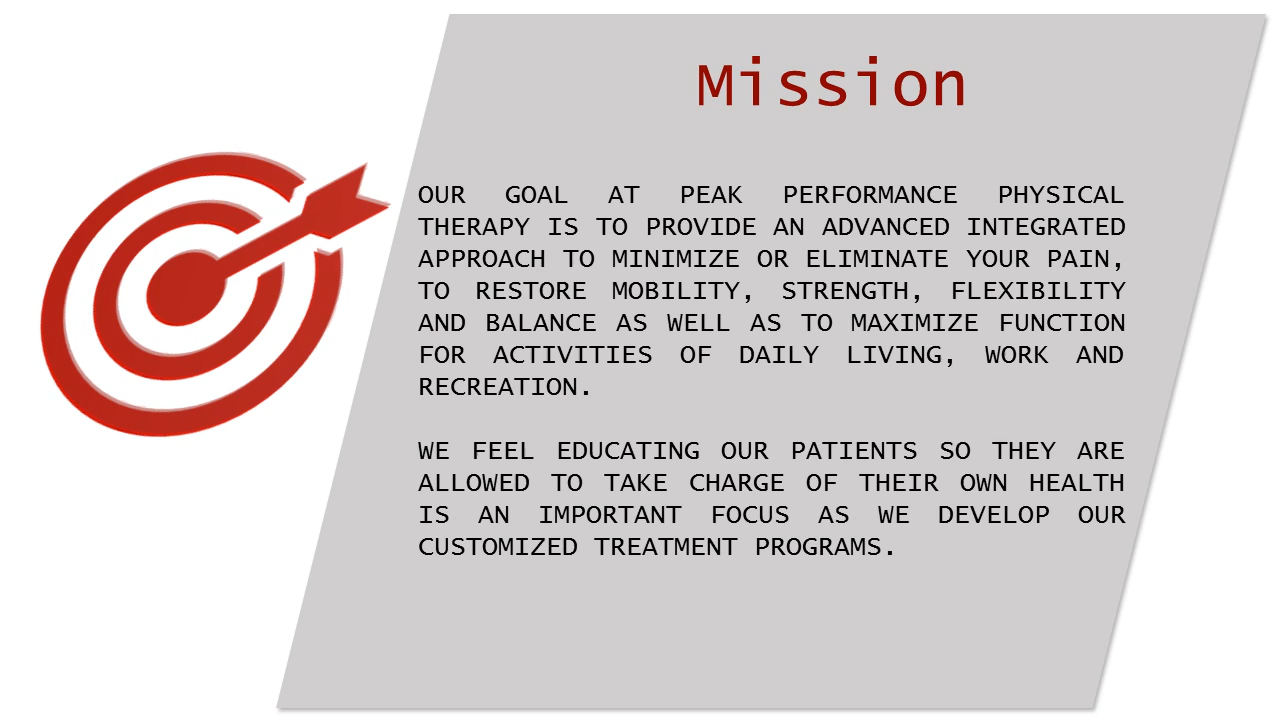 Mission
OUR GOAL AT PEAK PERFORMANCE PHYSICAL
THERAPY IS TO PROVIDE AN ADVANCED INTEGRATED
APPROACH TO MINIMIZE OR ELIMINATE YOUR PAIN,
TO RESTORE MOBILITY, STRENGTH, FLEXIBILITY
AND BALANCE AS WELL AS TO MAXIMIZE FUNCTION
FOR ACTIVITIES OF DAILY LIVING, WORK AND
RECREATION.
WE FEEL EDUCATING OUR PATIENTS SO THEY ARE
ALLOWED TO TAKE CHARGE OF THEIR OWN HEALTH
IS AN IMPORTANT FOCUS AS WE DEVELOP OUR
CUSTOMIZED TREATMENT PROGRAMS.